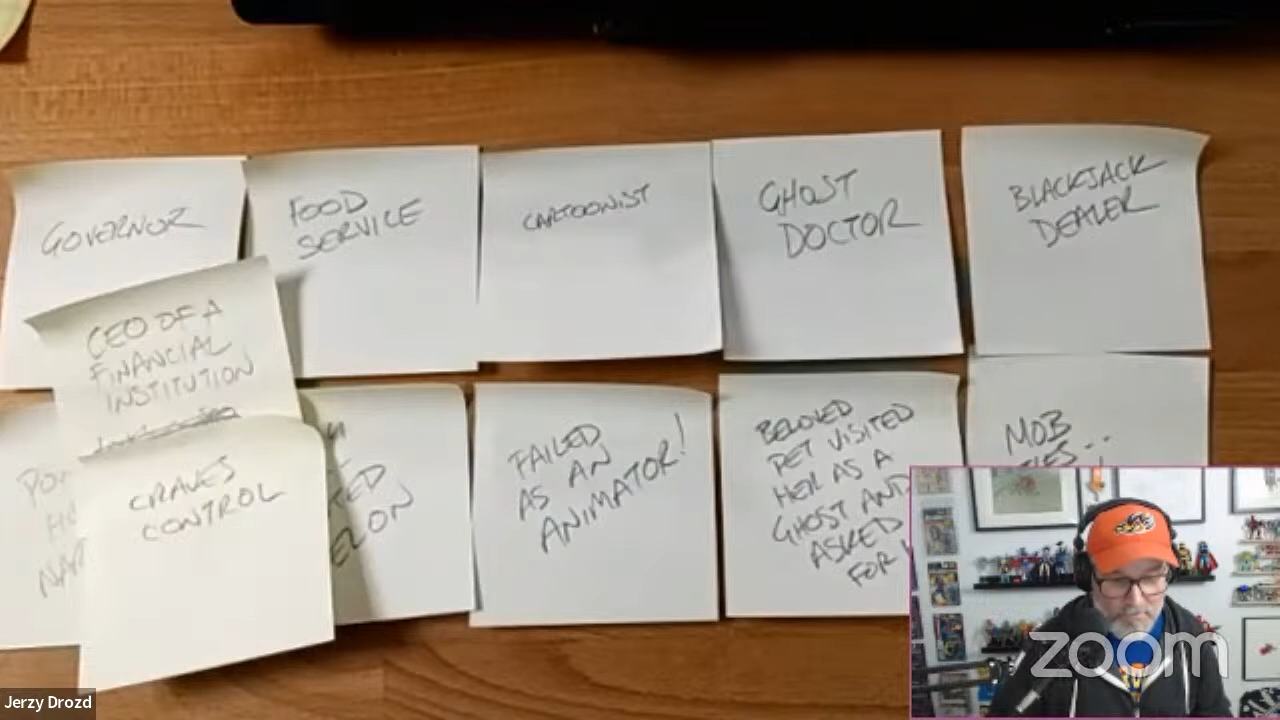 GOVERNOR
FOOD
SERVICE
CARTOONIST
GHOST
DOCTOR
BLACKJACK
DEALER
CEO OF A
FINANCIAL
INSTITUTION
CRAVES
CONTROL
FAILED
AS AN
ANIMATOR!
BELOVED
PET VISITED
HER AS A
GHOST AND
ASKED
FOR
MOB
zoom
Jerzy Drozd